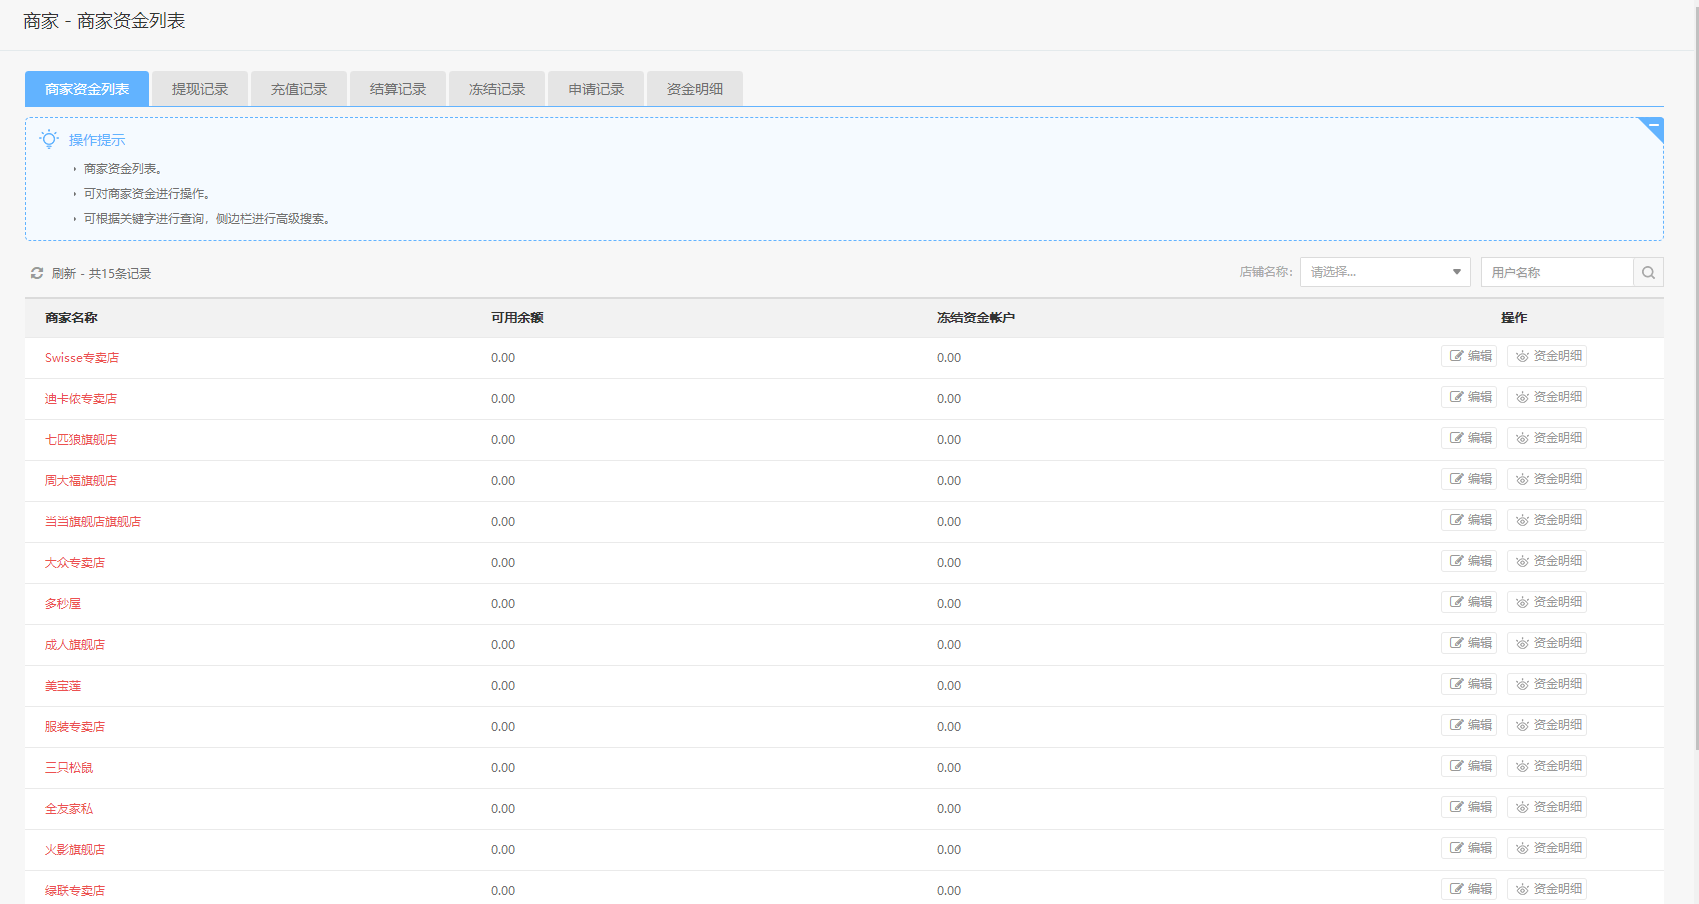 商家 - 商家资金列表
商家资金列表 提现记录 充值记录 结算记录 冻结记录 申请记录 资金明细
操作提示
商家资金列表。
可对商家资金进行操作。
可根据关键字进行查询，侧边栏进行高级搜索。
刷新 - 共15条记录 店铺名称： 请选择... 用户名称
商家名称 可用余额 冻结资金帐户 操作
Swisse专卖店 0.00 0.00 编辑 资金明细
迪卡侬专卖店 0.00 0.00 编辑 资金明细
七匹狼旗舰店 0.00 0.00 编辑 资金明细
周大福旗舰店 0.00 0.00 编辑 资金明细
当当旗舰店旗舰店 0.00 0.00 编辑 资金明细
大众专卖店 0.00 0.00 编辑 资金明细
多秒屋 0.00 0.00 编辑 资金明细
成人旗舰店 0.00 0.00 编辑 资金明细
美宝莲 0.00 0.00 编辑 资金明细
服装专卖店 0.00 0.00 编辑 资金明细
三只松鼠 0.00 0.00 编辑 资金明细
全友家私 0.00 0.00 编辑 资金明细
火影旗舰店 0.00 0.00 编辑 资金明细
绿联专卖店 0.00 0.00 编辑 资金明细